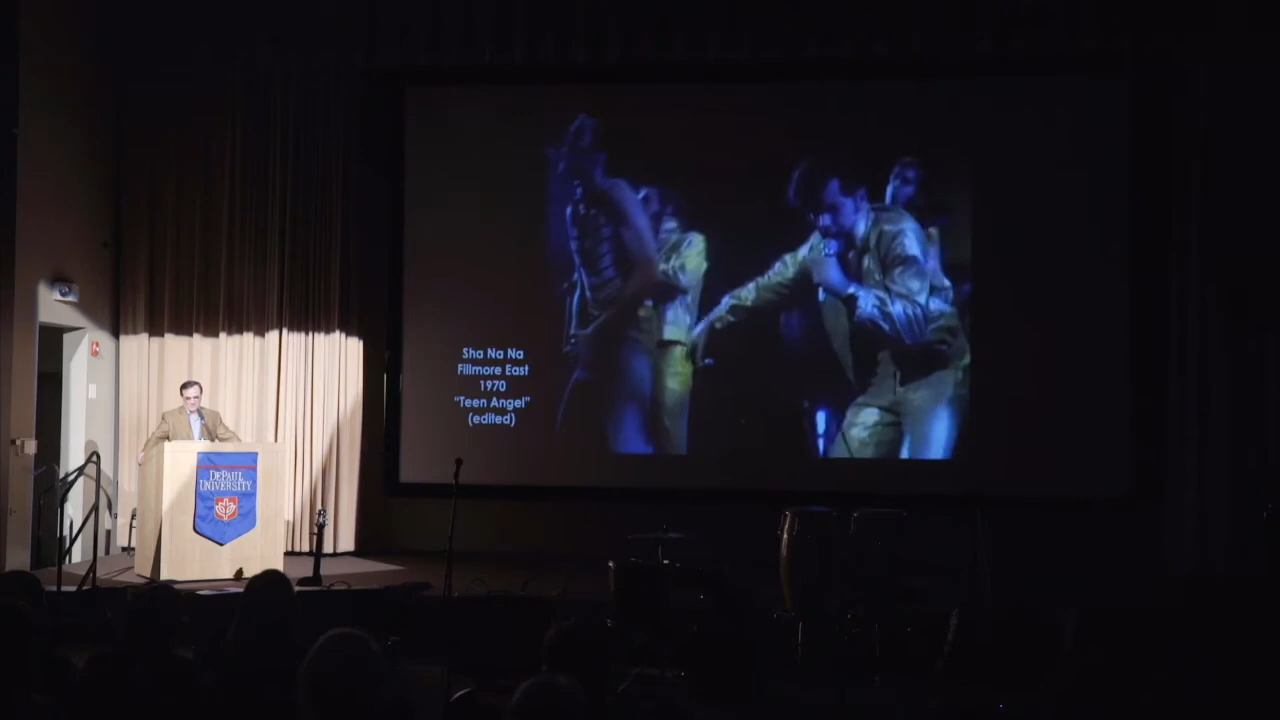 Sha Na Na
Fillmore East
1970
"Teen Angel"
(edited)
DEPAUL
UNIVERSITY